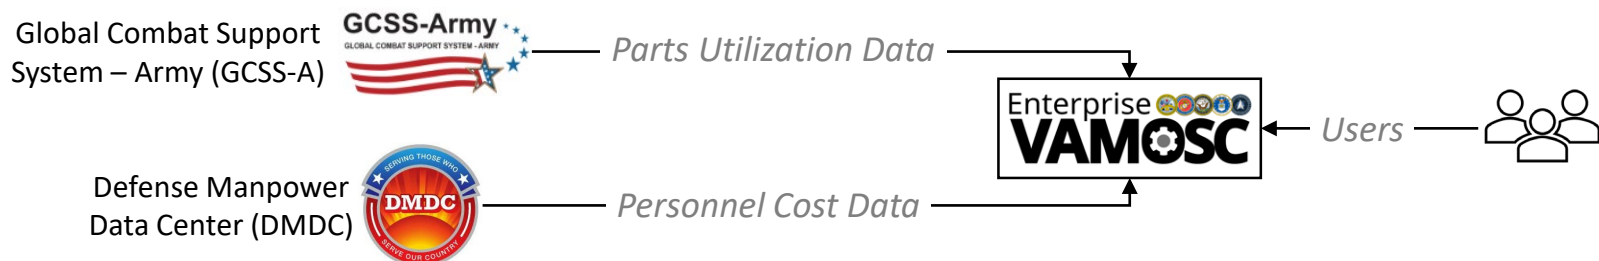 Global Combat Support
System – Army (GCSS-A)
GCSS-Army
GLOBAL COMBAT SUPPORT SYSTEM - ARMY
Parts Utilization Data
Enterprise
VAMOSC
Users
Defense Manpower
Data Center (DMDC)
SERVING THOSE WHO
DMDC
SERVE OUR COUNTRY
Personnel Cost Data